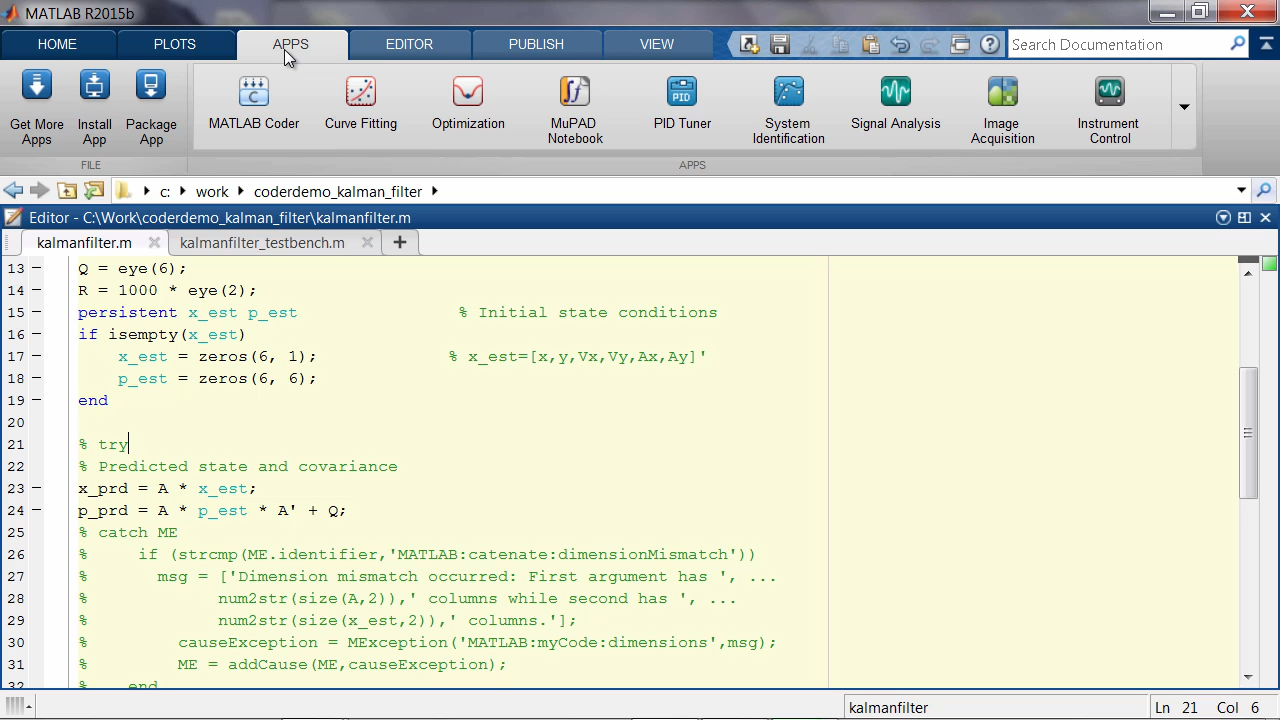 MATLAB R2015b
HOME PLOTS APPS EDITOR PUBLISH VIEW Search Documentation
Get More Apps Install App Package App MATLAB Coder Curve Fitting Optimization MuPAD Notebook PID Tuner System Identification Signal Analysis Image Acquisition Instrument Control
FILE APPS
c: work coderdemo_kalman_filter
Editor - C:\Work\coderdemo_kalman_filter\kalmanfilter.m
kalmanfilter.m kalmanfilter_testbench.m
13 Q = eye(6);
14 R = 1000 * eye(2);
15 persistent x_est p_est % Initial state conditions
16 if isempty(x_est)
17 x_est = zeros(6, 1); % x_est=[x,y,Vx,Vy,Ax,Ay]'
18 p_est = zeros(6, 6);
19 end
20
21 % try
22 % Predicted state and covariance
23 x_prd = A * x_est;
24 p_prd = A * p_est * A' + Q;
25 % catch ME
26 % if (strcmp(ME.identifier,'MATLAB:catenate:dimensionMismatch'))
27 % msg = ['Dimension mismatch occurred: First argument has ', ...
28 % num2str(size(A,2)),' columns while second has ', ...
29 % num2str(size(x_est,2)),' columns.'];
30 % causeException = MException('MATLAB:myCode:dimensions',msg);
31 % ME = addCause(ME,causeException);
32 % end
kalmanfilter Ln 21 Col 6